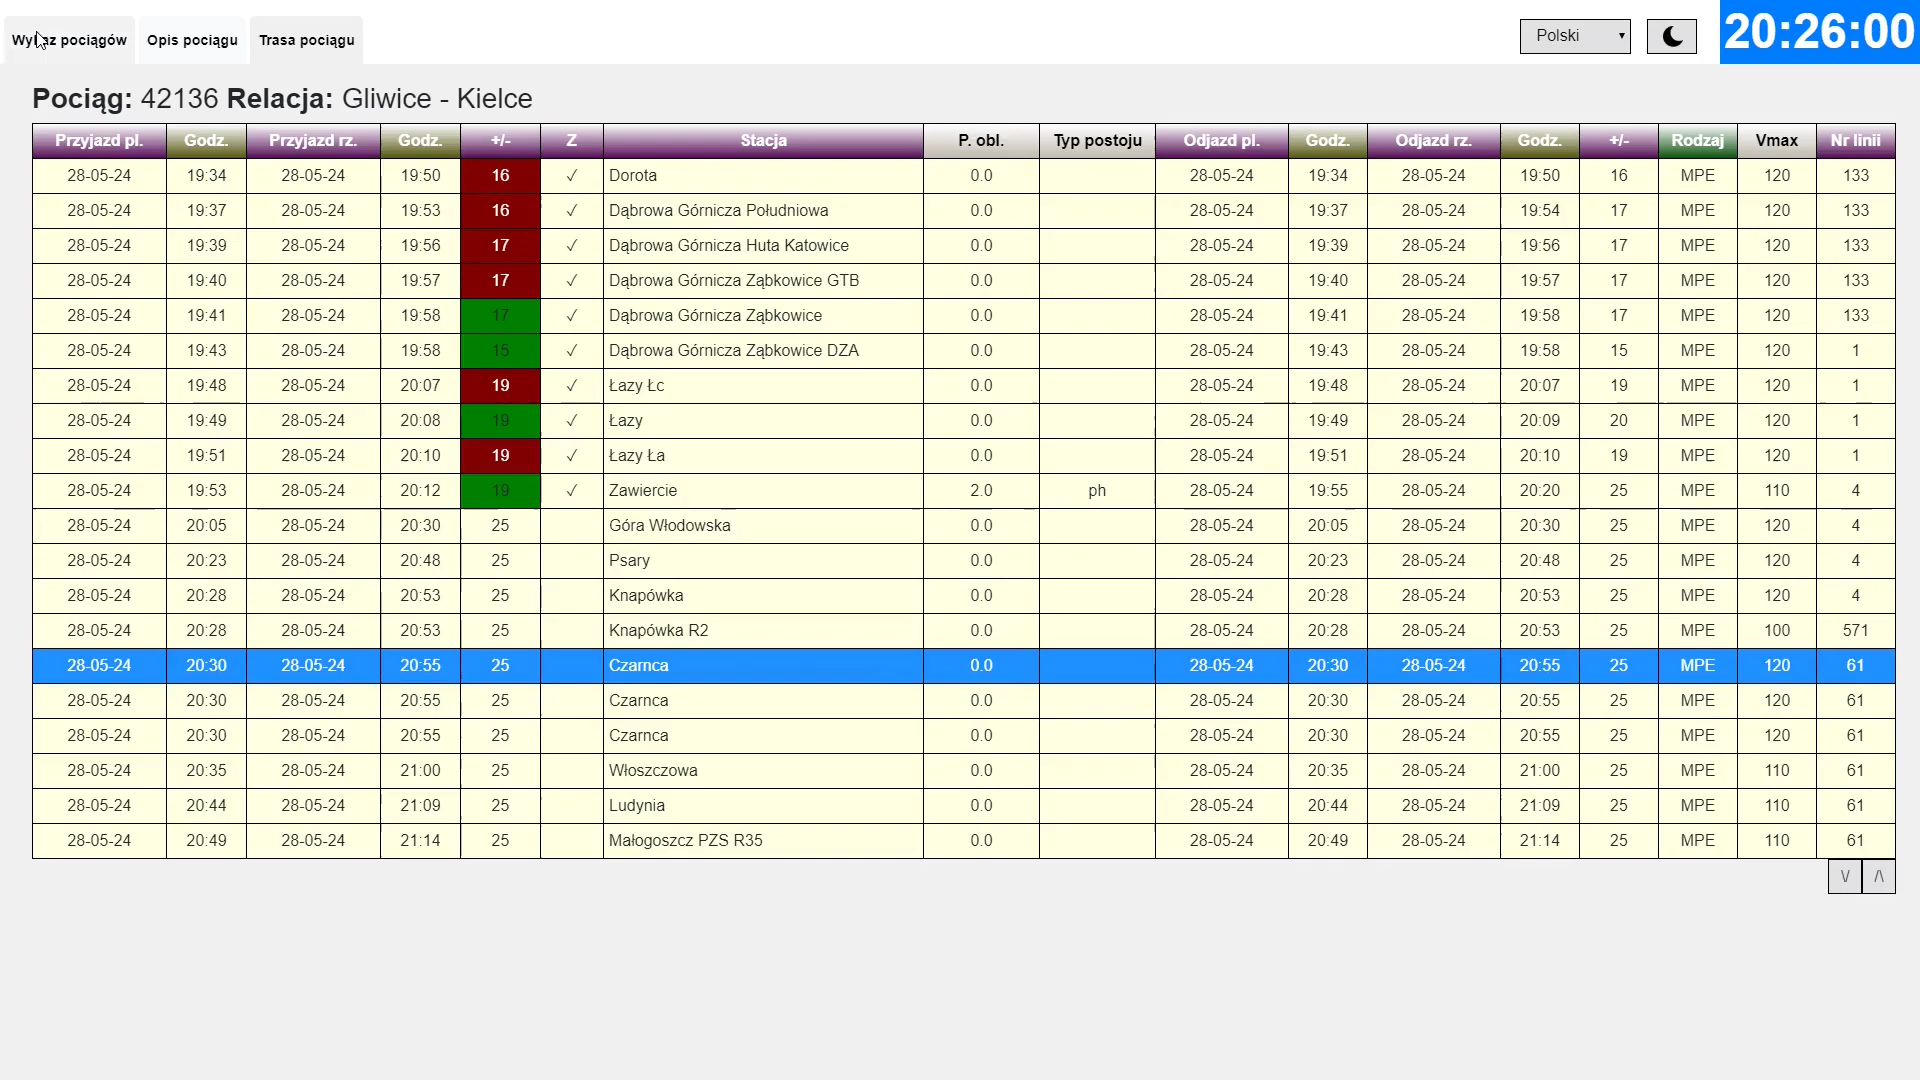 Wykaz pociągów Opis pociągu Trasa pociągu Polski 20:26:00
Pociąg: 42136 Relacja: Gliwice - Kielce
Przyjazd pl. Godz. Przyjazd rz. Godz. +/- Z Stacja P. obl. Typ postoju Odjazd pl. Godz. Odjazd rz. Godz. +/- Rodzaj Vmax Nr linii
28-05-24 19:34 28-05-24 19:50 16 ✓ Dorota 0.0 28-05-24 19:34 28-05-24 19:50 16 MPE 120 133
28-05-24 19:37 28-05-24 19:53 16 ✓ Dąbrowa Górnicza Południowa 0.0 28-05-24 19:37 28-05-24 19:54 17 MPE 120 133
28-05-24 19:39 28-05-24 19:56 17 ✓ Dąbrowa Górnicza Huta Katowice 0.0 28-05-24 19:39 28-05-24 19:56 17 MPE 120 133
28-05-24 19:40 28-05-24 19:57 17 ✓ Dąbrowa Górnicza Ząbkowice GTB 0.0 28-05-24 19:40 28-05-24 19:57 17 MPE 120 133
28-05-24 19:41 28-05-24 19:58 17 ✓ Dąbrowa Górnicza Ząbkowice 0.0 28-05-24 19:41 28-05-24 19:58 17 MPE 120 133
28-05-24 19:43 28-05-24 19:58 15 ✓ Dąbrowa Górnicza Ząbkowice DZA 0.0 28-05-24 19:43 28-05-24 19:58 15 MPE 120 1
28-05-24 19:48 28-05-24 20:07 19 ✓ Łazy Łc 0.0 28-05-24 19:48 28-05-24 20:07 19 MPE 120 1
28-05-24 19:49 28-05-24 20:08 19 ✓ Łazy 0.0 28-05-24 19:49 28-05-24 20:09 20 MPE 120 1
28-05-24 19:51 28-05-24 20:10 19 ✓ Łazy Ła 0.0 28-05-24 19:51 28-05-24 20:10 19 MPE 120 1
28-05-24 19:53 28-05-24 20:12 19 ✓ Zawiercie 2.0 ph 28-05-24 19:55 28-05-24 20:20 25 MPE 110 4
28-05-24 20:05 28-05-24 20:30 25 Góra Włodowska 0.0 28-05-24 20:05 28-05-24 20:30 25 MPE 120 4
28-05-24 20:23 28-05-24 20:48 25 Psary 0.0 28-05-24 20:23 28-05-24 20:48 25 MPE 120 4
28-05-24 20:28 28-05-24 20:53 25 Knapówka 0.0 28-05-24 20:28 28-05-24 20:53 25 MPE 120 4
28-05-24 20:28 28-05-24 20:53 25 Knapówka R2 0.0 28-05-24 20:28 28-05-24 20:53 25 MPE 100 571
28-05-24 20:30 28-05-24 20:55 25 Czarnca 0.0 28-05-24 20:30 28-05-24 20:55 25 MPE 120 61
28-05-24 20:30 28-05-24 20:55 25 Czarnca 0.0 28-05-24 20:30 28-05-24 20:55 25 MPE 120 61
28-05-24 20:30 28-05-24 20:55 25 Czarnca 0.0 28-05-24 20:30 28-05-24 20:55 25 MPE 120 61
28-05-24 20:35 28-05-24 21:00 25 Włoszczowa 0.0 28-05-24 20:35 28-05-24 21:00 25 MPE 110 61
28-05-24 20:44 28-05-24 21:09 25 Ludynia 0.0 28-05-24 20:44 28-05-24 21:09 25 MPE 110 61
28-05-24 20:49 28-05-24 21:14 25 Małogoszcz PZS R35 0.0 28-05-24 20:49 28-05-24 21:14 25 MPE 110 61
\/ /\